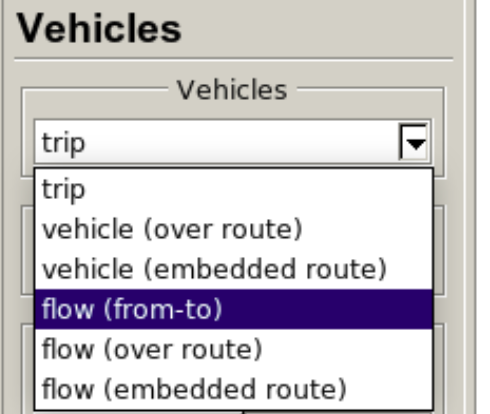 Vehicles
Vehicles
trip
trip
vehicle (over route)
vehicle (embedded route)
flow (from-to)
flow (over route)
flow (embedded route)